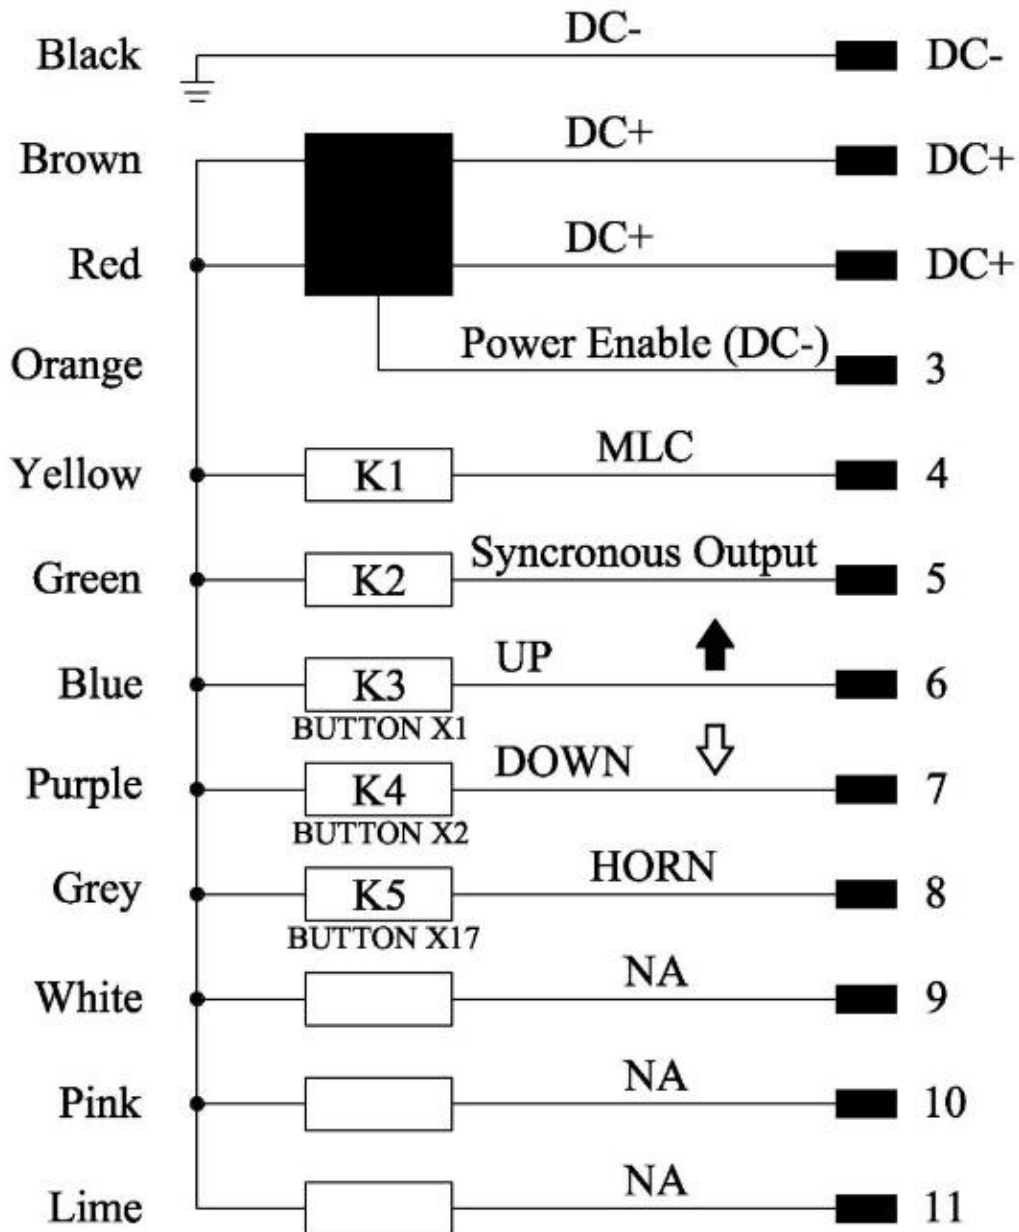 Black DC- DC-
Brown DC+ DC+
Red DC+ DC+
Orange Power Enable (DC-) 3
Yellow K1 MLC 4
Green K2 Syncronous Output 5
Blue K3 UP 6
BUTTON X1
Purple K4 DOWN 7
BUTTON X2
Grey K5 HORN 8
BUTTON X17
White NA 9
Pink NA 10
Lime NA 11